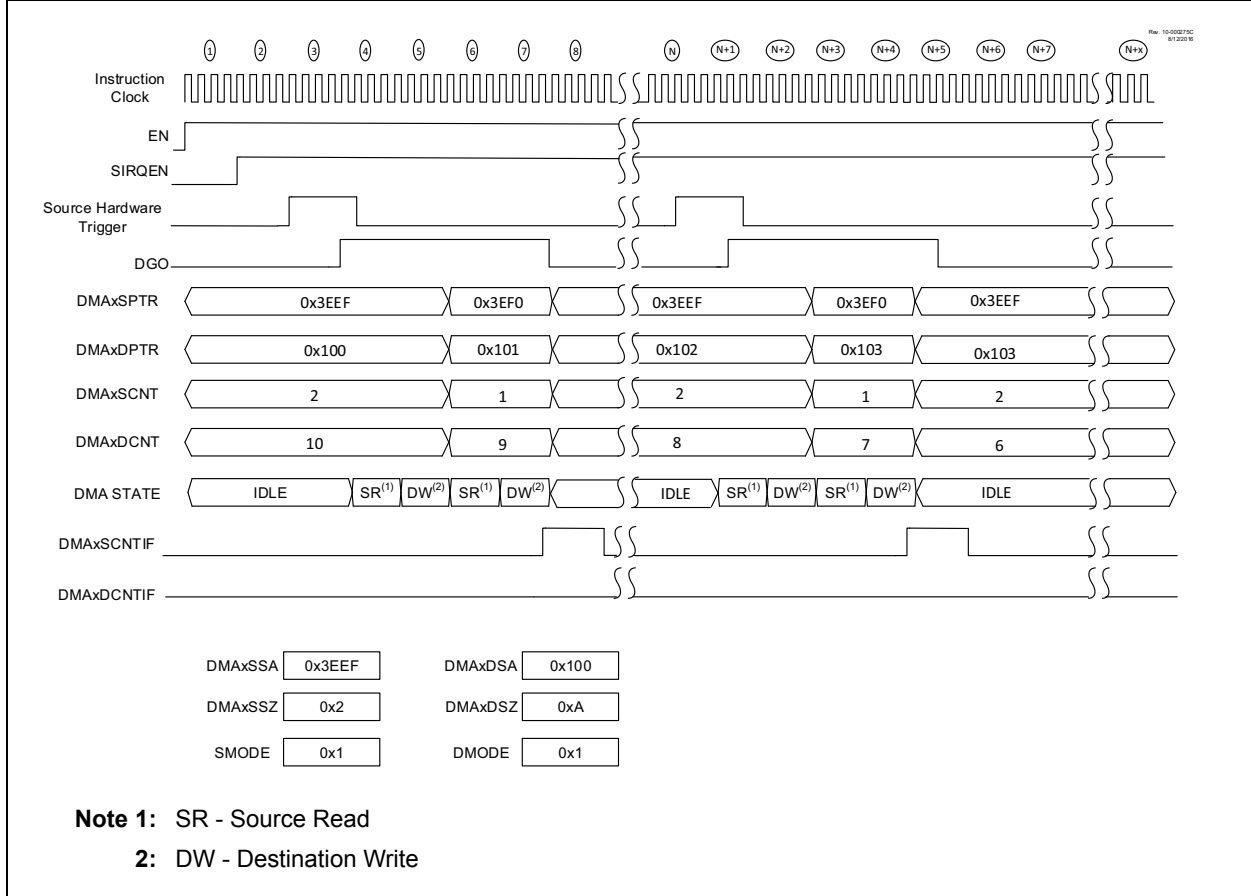 Rev. 10-000275C
8/12/2016
1 2 3 4 5 6 7 8 N N+1 N+2 N+3 N+4 N+5 N+6 N+7 N+x
Instruction
Clock
EN
SIRQEN
Source Hardware
Trigger
DGO
DMAxSPTR 0x3EEF 0x3EF0 0x3EEF 0x3EF0 0x3EEF
DMAxDPTR 0x100 0x101 0x102 0x103 0x103
DMAxSCNT 2 1 2 1 2
DMAxDCNT 10 9 8 7 6
DMA STATE IDLE SR(1) DW(2) SR(1) DW(2) IDLE SR(1) DW(2) SR(1) DW(2) IDLE
DMAxSCNTIF
DMAxDCNTIF
DMAxSSA 0x3EEF DMAxDSA 0x100
DMAxSSZ 0x2 DMAxDSZ 0xA
SMODE 0x1 DMODE 0x1
Note 1: SR - Source Read
2: DW - Destination Write